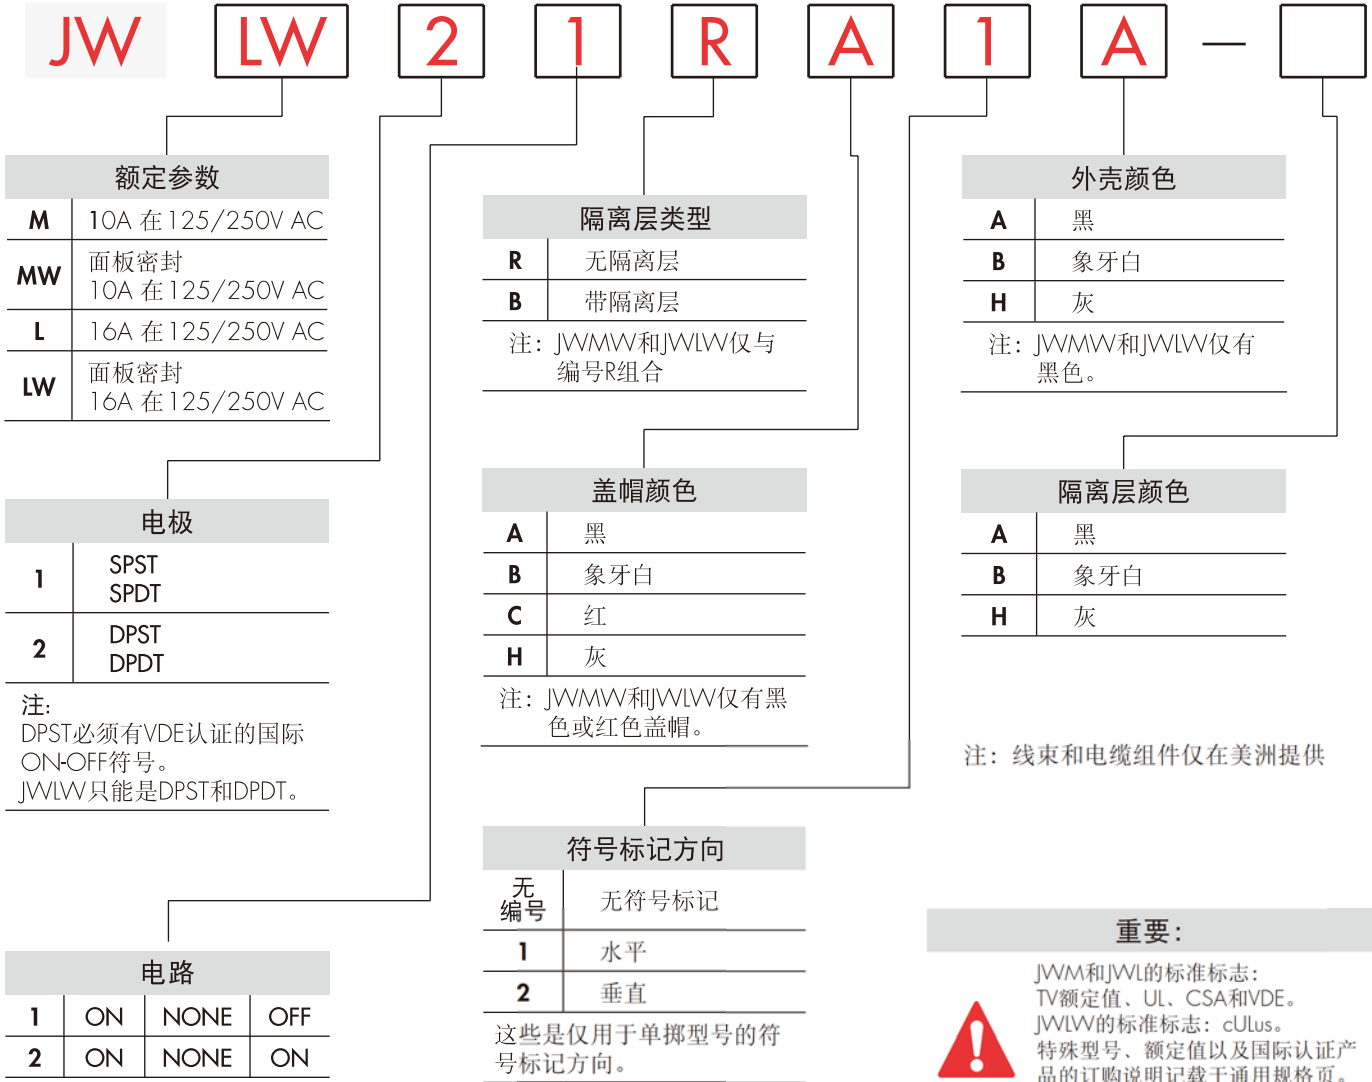 JW LW 2 1 R A 1 A —
额定参数
M 10A 在125/250V AC
MW 面板密封
10A 在125/250V AC
L 16A 在125/250V AC
LW 面板密封
16A 在125/250V AC
电极
1 SPST
SPDT
2 DPST
DPDT
注:
DPST必须有VDE认证的国际
ON-OFF符号。
JWLW只能是DPST和DPDT。
电路
1 ON NONE OFF
2 ON NONE ON
隔离层类型
R 无隔离层
B 带隔离层
注：JWMW和JWLW仅与
编号R组合
盖帽颜色
A 黑
B 象牙白
C 红
H 灰
注：JWMW和JWLW仅有黑
色或红色盖帽。
符号标记方向
无
编号 无符号标记
1 水平
2 垂直
这些是仅用于单掷型号的符
号标记方向。
外壳颜色
A 黑
B 象牙白
H 灰
注：JWMW和JWLW仅有
黑色。
隔离层颜色
A 黑
B 象牙白
H 灰
注：线束和电缆组件仅在美洲提供
重要：
JWM和JWL的标准标志：
TV额定值、UL、CSA和VDE。
JWLW的标准标志：cULus。
特殊型号、额定值以及国际认证产
品的订购说明记载于通用规格页。